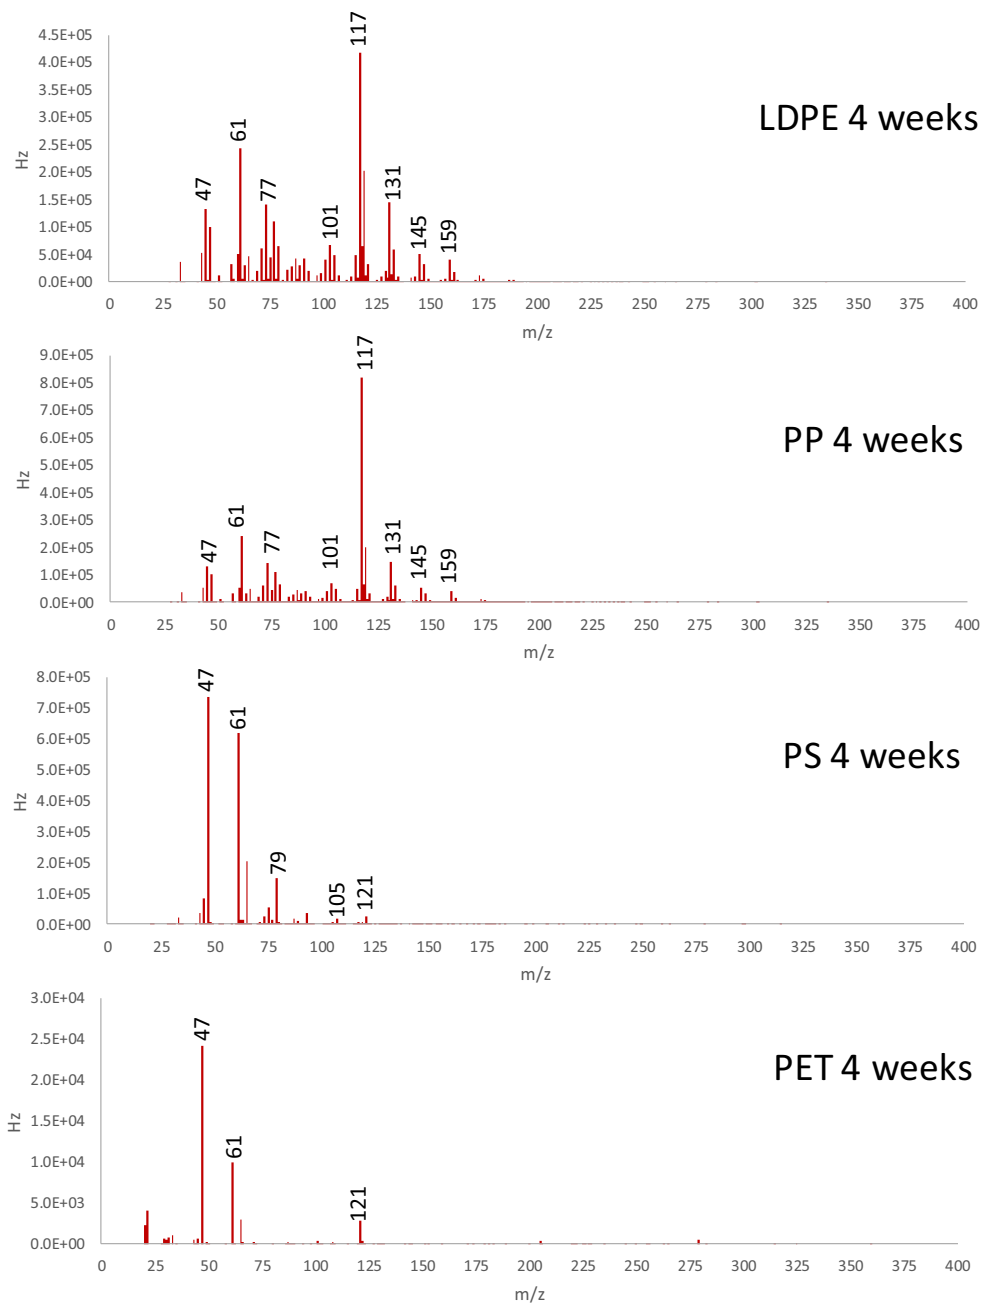 117
4.5E+05
4.0E+05
3.5E+05
3.0E+05
2.5E+05
2.0E+05
1.5E+05
1.0E+05
5.0E+04
0.0E+00
Hz
LDPE 4 weeks
61
47
77
101
131
145
159
0 25 50 75 100 125 150 175 200 225 250 275 300 325 350 375 400
m/z
117
9.0E+05
8.0E+05
7.0E+05
6.0E+05
5.0E+05
4.0E+05
3.0E+05
2.0E+05
1.0E+05
0.0E+00
Hz
PP 4 weeks
61
47
77
101
131
145
159
0 25 50 75 100 125 150 175 200 225 250 275 300 325 350 375 400
m/z
8.0E+05
7.0E+05
6.0E+05
5.0E+05
4.0E+05
3.0E+05
2.0E+05
1.0E+05
0.0E+00
Hz
47
61
PS 4 weeks
79
105
121
0 25 50 75 100 125 150 175 200 225 250 275 300 325 350 375 400
m/z
3.0E+04
2.5E+04
2.0E+04
1.5E+04
1.0E+04
5.0E+03
0.0E+00
Hz
47
PET 4 weeks
61
121
0 25 50 75 100 125 150 175 200 225 250 275 300 325 350 375 400
m/z